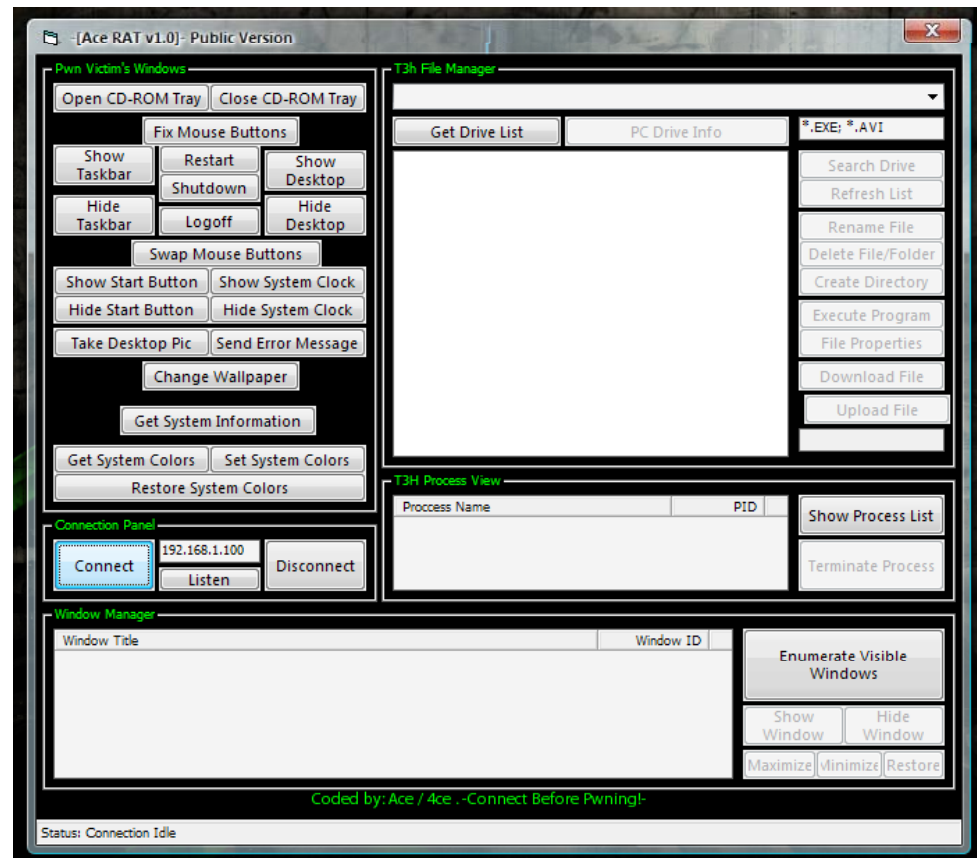 -[Ace RAT v1.0]- Public Version
Pwn Victim's Windows
Open CD-ROM Tray
Close CD-ROM Tray
Fix Mouse Buttons
Show
Taskbar
Restart
Show
Desktop
Shutdown
Hide
Taskbar
Logoff
Hide
Desktop
Swap Mouse Buttons
Show Start Button
Show System Clock
Hide Start Button
Hide System Clock
Take Desktop Pic
Send Error Message
Change Wallpaper
Get System Information
Get System Colors
Set System Colors
Restore System Colors
Connection Panel
Connect
192.168.1.100
Listen
Disconnect
T3h File Manager
Get Drive List
PC Drive Info
*.EXE; *.AVI
Search Drive
Refresh List
Rename File
Delete File/Folder
Create Directory
Execute Program
File Properties
Download File
Upload File
T3H Process View
Proccess Name
PID
Show Process List
Terminate Process
Window Manager
Window Title
Window ID
Enumerate Visible
Windows
Show
Window
Hide
Window
Maximize
Minimize
Restore
Coded by: Ace / 4ce . -Connect Before Pwning!-
Status: Connection Idle